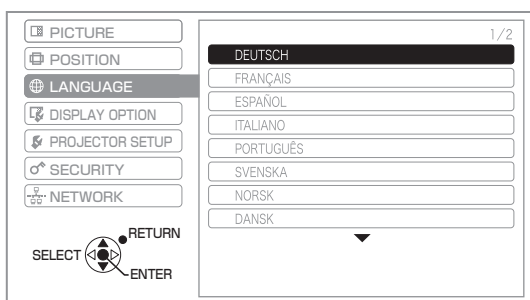 PICTURE
POSITION
LANGUAGE
DISPLAY OPTION
PROJECTOR SETUP
SECURITY
NETWORK
RETURN
SELECT
ENTER
1/2
DEUTSCH
FRANÇAIS
ESPAÑOL
ITALIANO
PORTUGUÊS
SVENSKA
NORSK
DANSK